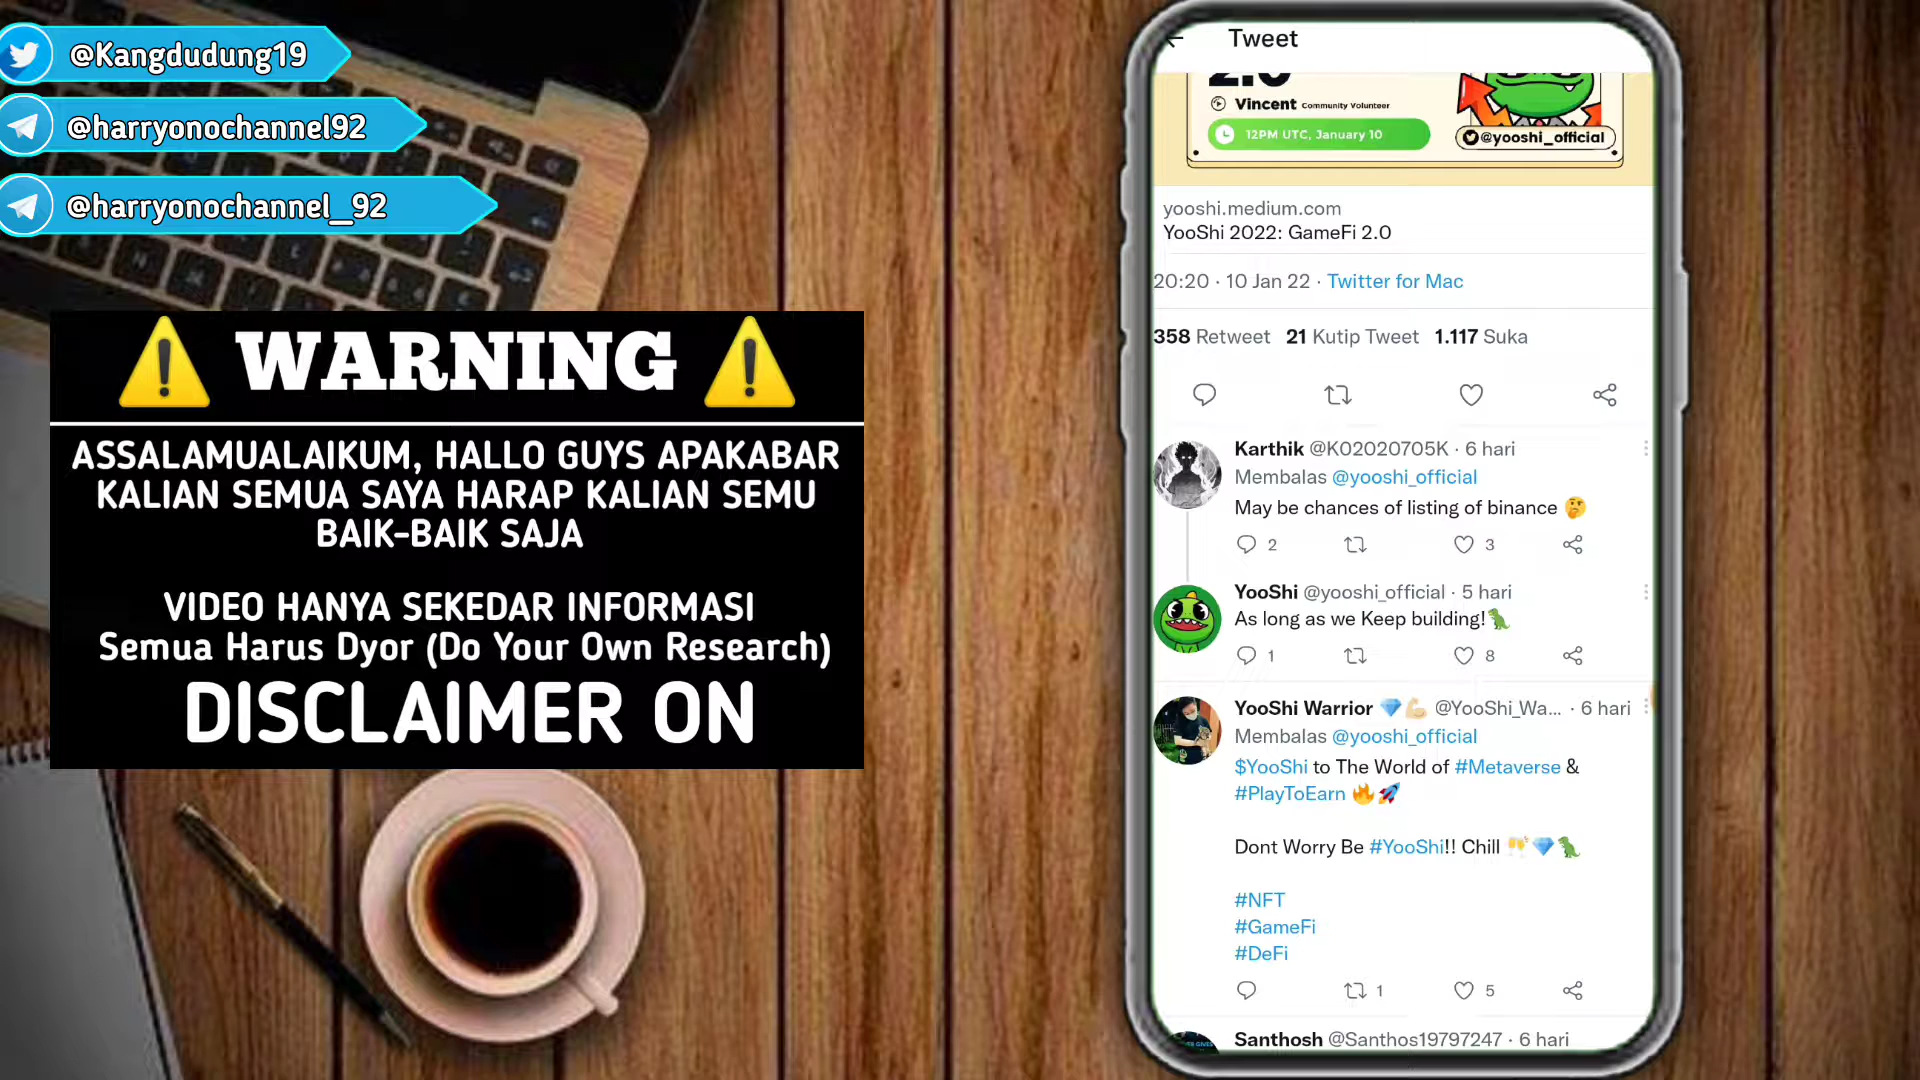 @Kangdudung19
@harryonochannel92
@harryonochannel_92
WARNING
ASSALAMUALAIKUM, HALLO GUYS APAKABAR
KALIAN SEMUA SAYA HARAP KALIAN SEMU
BAIK-BAIK SAJA
VIDEO HANYA SEKEDAR INFORMASI
Semua Harus Dyor (Do Your Own Research)
DISCLAIMER ON
Tweet
2.0
Vincent Community Volunteer
12PM UTC, January 10
@yooshi_official
yooshi.medium.com
YooShi 2022: GameFi 2.0
20:20 · 10 Jan 22 · Twitter for Mac
358 Retweet 21 Kutip Tweet 1.117 Suka
Karthik @K02020705K · 6 hari
Membalas @yooshi_official
May be chances of listing of binance 🤔
2 3
YooShi @yooshi_official · 5 hari
As long as we Keep building!🦖
1 8
YooShi Warrior 💎💪🏻 @YooShi_Wa... · 6 hari
Membalas @yooshi_official
$YooShi to The World of #Metaverse &
#PlayToEarn 🔥🚀
Dont Worry Be #YooShi!! Chill 🥂💎🦖
#NFT
#GameFi
#DeFi
1 5
Santhosh @Santhos19797247 · 6 hari